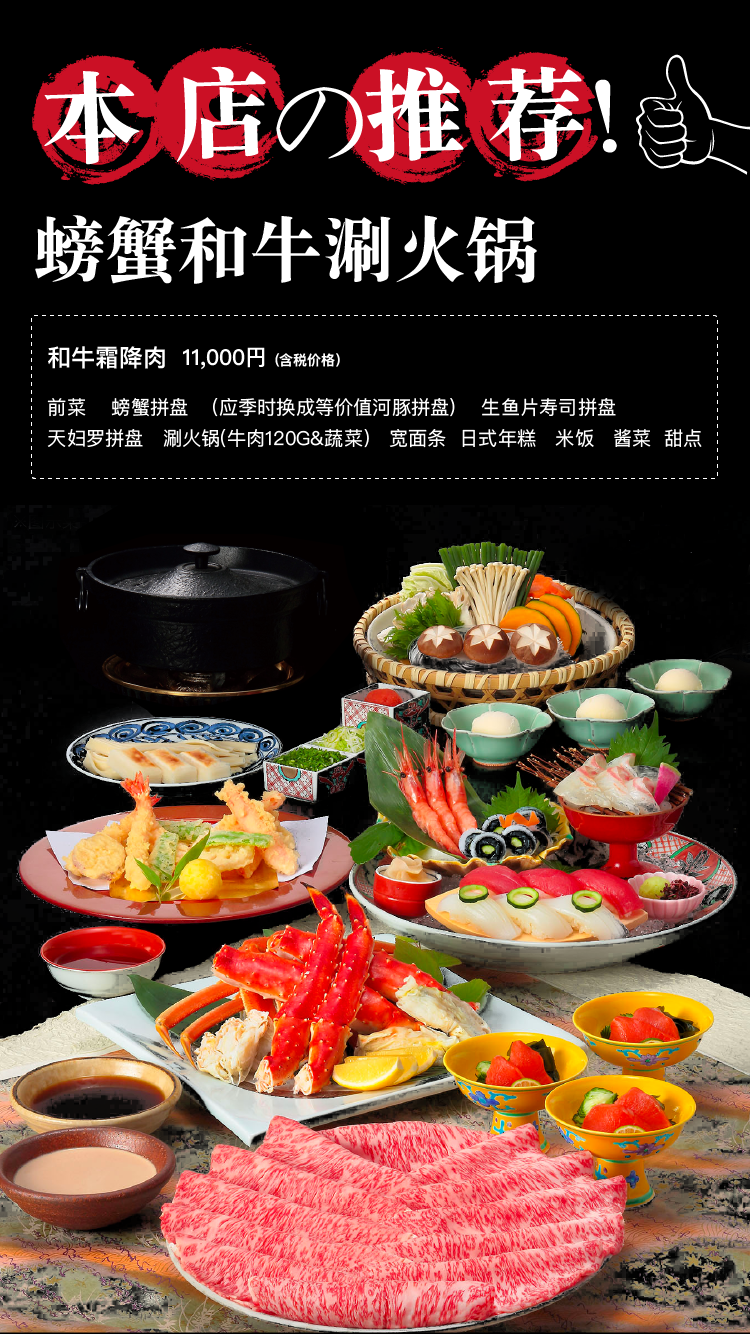 本店の推荐!
螃蟹和牛涮火锅
和牛霜降肉 11,000円 (含税价格)
前菜 螃蟹拼盘 (应季时换成等价值河豚拼盘) 生鱼片寿司拼盘
天妇罗拼盘 涮火锅(牛肉120G&蔬菜) 宽面条 日式年糕 米饭 酱菜 甜点